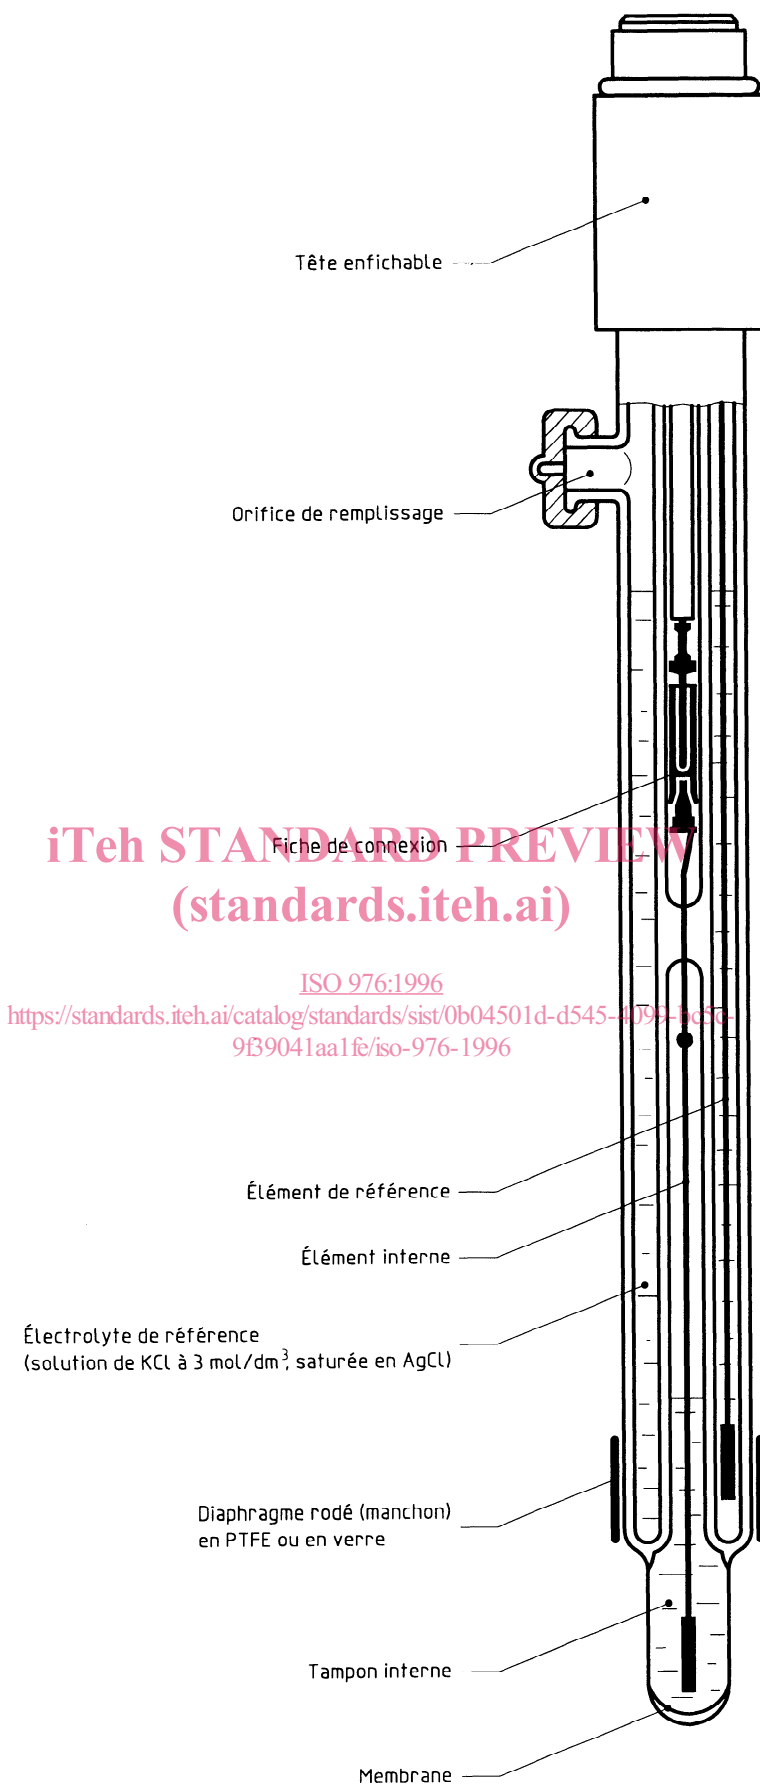 Tête enfichable
Orifice de remplissage
iTeh STANDARD PREVIEW
Fiche de connexion
(standards.iteh.ai)
ISO 976:1996
https://standards.iteh.ai/catalog/standards/sist/0b04501d-d545-4099-bc5c-
9f39041aa1fe/iso-976-1996
Élément de référence
Élément interne
Électrolyte de référence
(solution de KCl à 3 mol/dm³, saturée en AgCl)
Diaphragme rodé (manchon)
en PTFE ou en verre
Tampon interne
Membrane